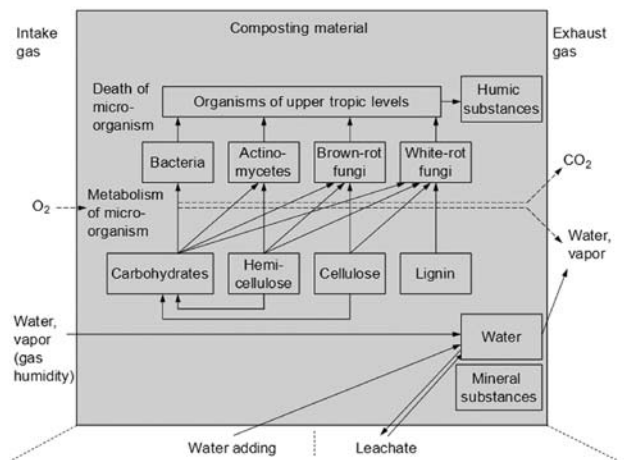 Intake
gas
Composting material
Exhaust
gas
Death of
micro-
organism
Organisms of upper tropic levels
Humic
substances
Bacteria
Actino-
mycetes
Brown-rot
fungi
White-rot
fungi
CO2
O2
Metabolism
of micro-
organism
Water,
vapor
Carbohydrates
Hemi-
cellulose
Cellulose
Lignin
Water,
vapor
(gas
humidity)
Water
Mineral
substances
Water adding
Leachate